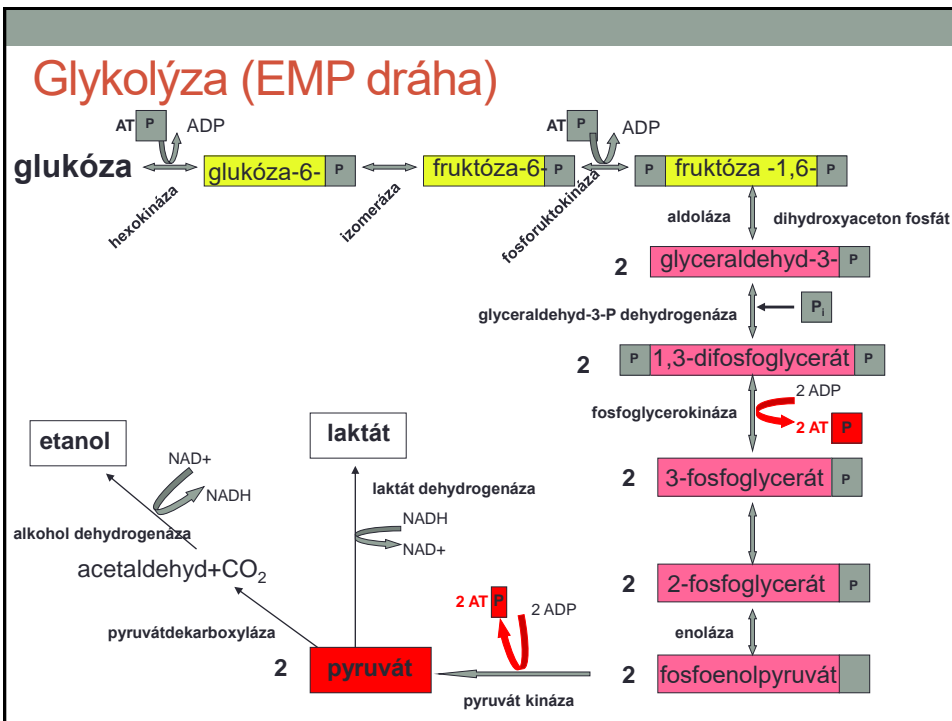 Glykolýza (EMP dráha)
AT P ADP
AT P ADP
glukóza
glukóza-6- P
fruktóza-6- P
P fruktóza -1,6- P
hexokináza
izomeráza
fosforuktokináza
aldoláza
dihydroxyaceton fosfát
2 glyceraldehyd-3- P
glyceraldehyd-3-P dehydrogenáza
Pi
2 P 1,3-difosfoglycerát P
fosfoglycerokináza
2 ADP
2 AT P
2 3-fosfoglycerát P
2 2-fosfoglycerát P
enoláza
2 fosfoenolpyruvát
pyruvát kináza
2 AT P 2 ADP
2 pyruvát
laktát
laktát dehydrogenáza
NADH
NAD+
pyruvátdekarboxyláza
acetaldehyd+CO₂
alkohol dehydrogenáza
NAD+
NADH
etanol